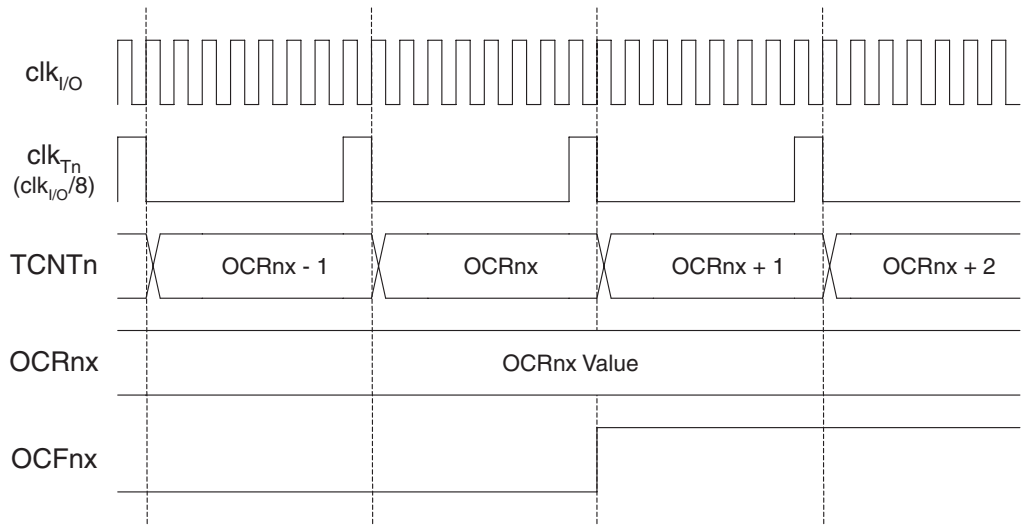 clkI/O
clkTn
(clkI/O/8)
TCNTn
OCRnx - 1
OCRnx
OCRnx + 1
OCRnx + 2
OCRnx
OCRnx Value
OCFnx